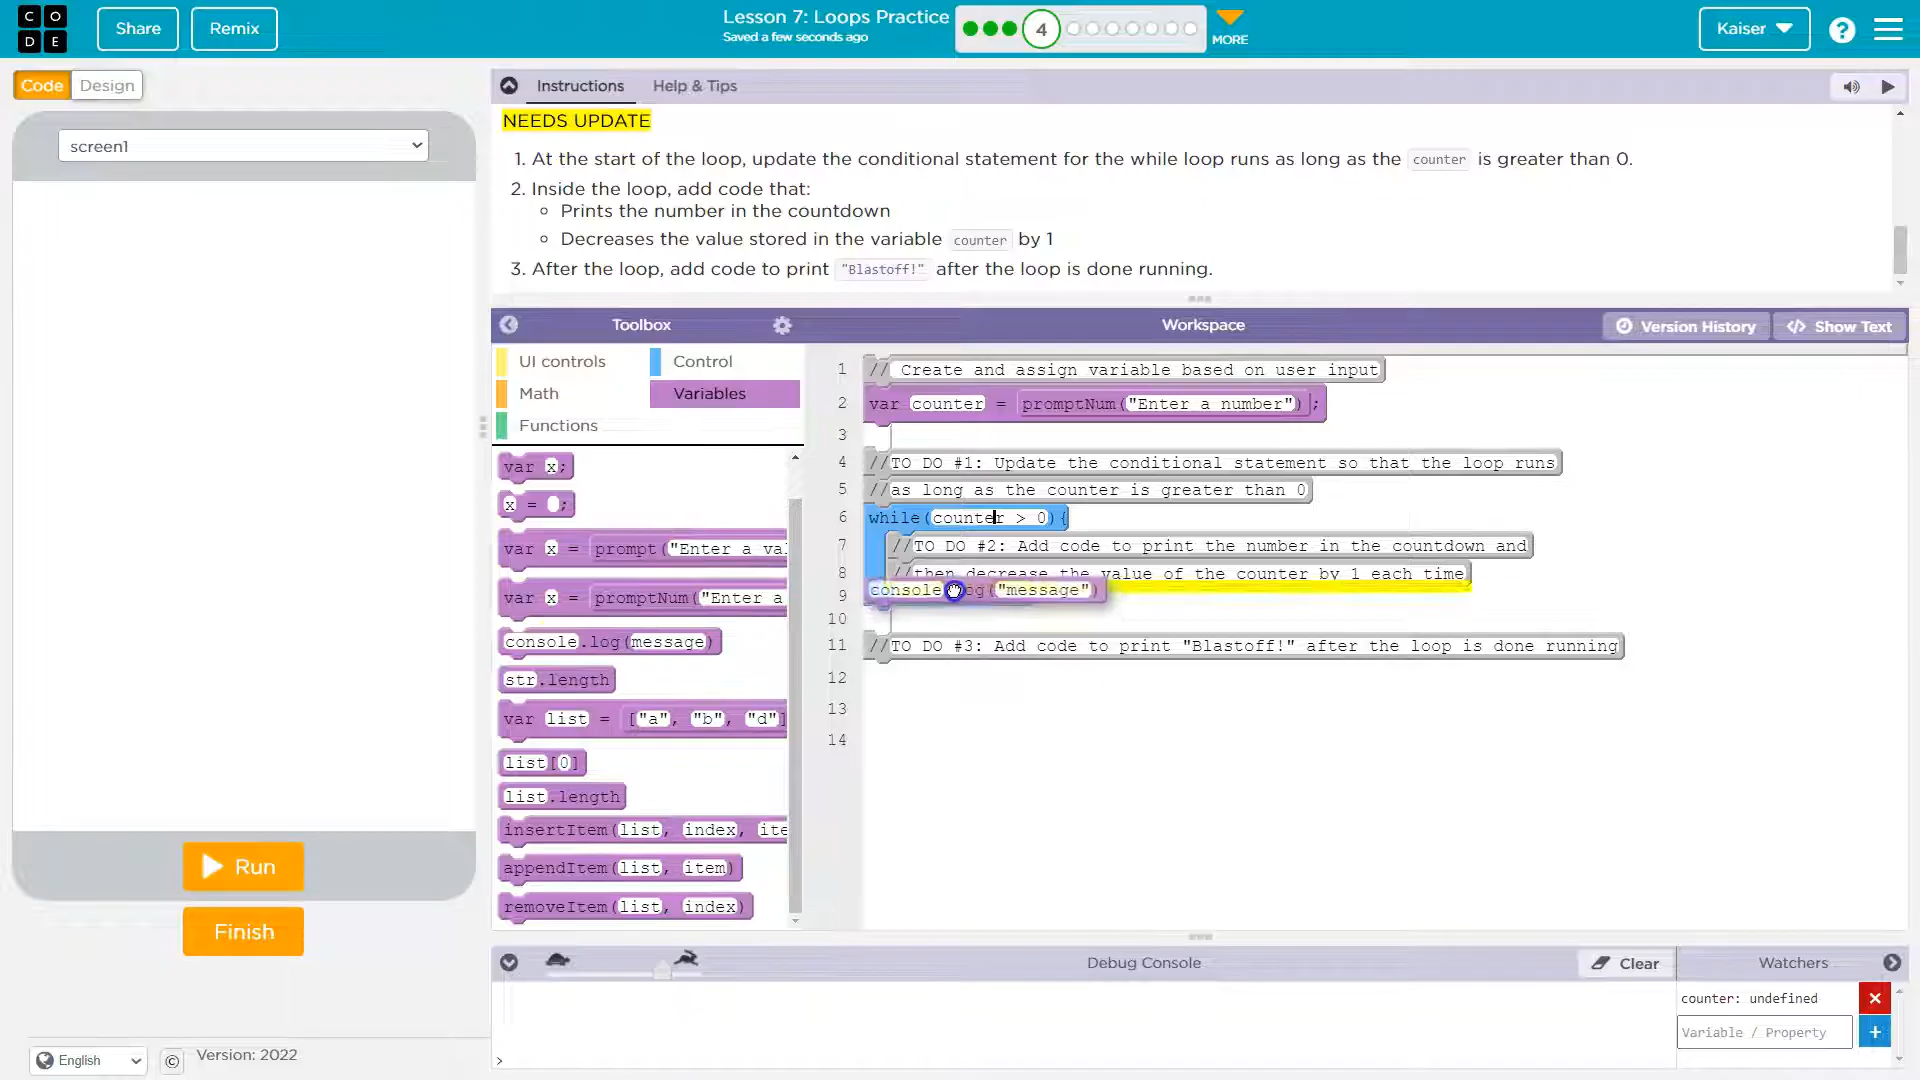 C O
D E
Share
Remix
Lesson 7: Loops Practice
Saved a few seconds ago
4
MORE
Kaiser
?
Code
Design
Instructions
Help & Tips
NEEDS UPDATE
1. At the start of the loop, update the conditional statement for the while loop runs as long as the counter is greater than 0.
2. Inside the loop, add code that:
Prints the number in the countdown
Decreases the value stored in the variable counter by 1
3. After the loop, add code to print "Blastoff!" after the loop is done running.
screen1
Toolbox
Workspace
Version History
</> Show Text
UI controls
Control
Math
Variables
Functions
var x;
x = ;
var x = prompt("Enter a val
var x = promptNum("Enter a
console.log(message)
str.length
var list = ["a", "b", "d"]
list[0]
list.length
insertItem(list, index, ite
appendItem(list, item)
removeItem(list, index)
1 // Create and assign variable based on user input
2 var counter = promptNum("Enter a number");
3
4 //TO DO #1: Update the conditional statement so that the loop runs
5 //as long as the counter is greater than 0
6 while(counter > 0){
7 //TO DO #2: Add code to print the number in the countdown and
8 //then decrease the value of the counter by 1 each time
9 console og("message")
10
11 //TO DO #3: Add code to print "Blastoff!" after the loop is done running
12
13
14
Run
Finish
Debug Console
Clear
Watchers
counter: undefined
Variable / Property
+
>
English
©
Version: 2022